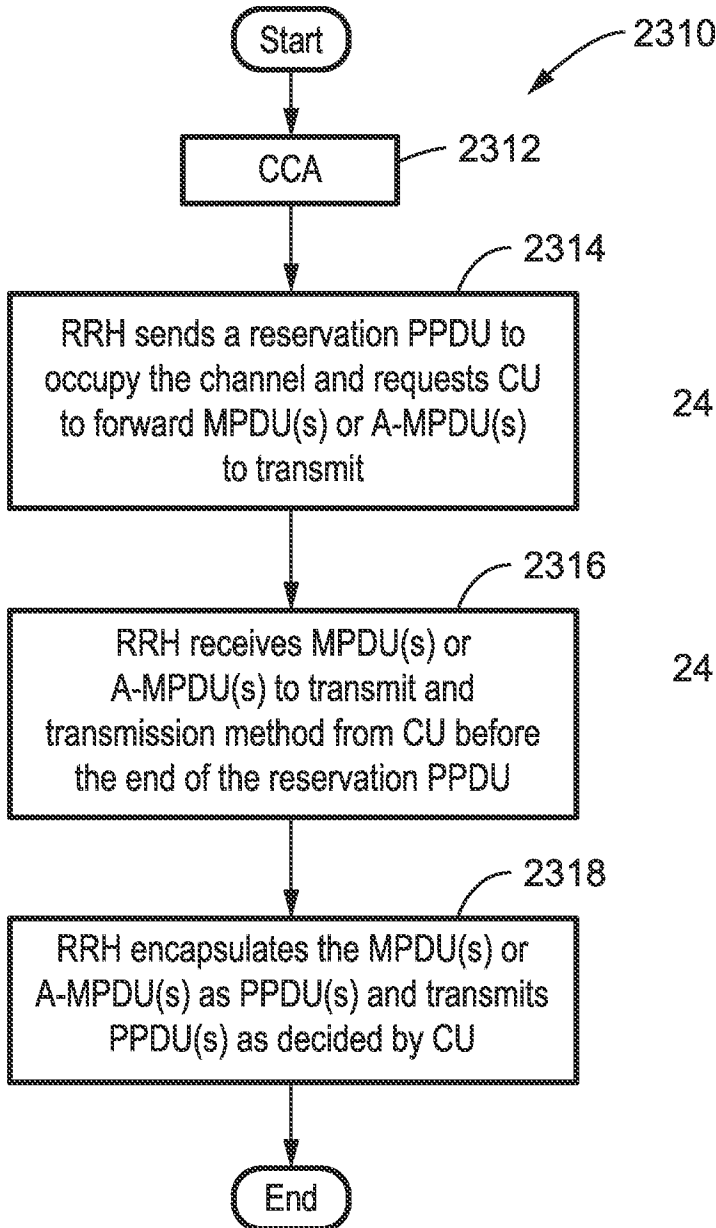 Start
2310
CCA
2312
2314
RRH sends a reservation PPDU to
occupy the channel and requests CU
to forward MPDU(s) or A-MPDU(s)
to transmit
24
2316
RRH receives MPDU(s) or
A-MPDU(s) to transmit and
transmission method from CU before
the end of the reservation PPDU
24
2318
RRH encapsulates the MPDU(s) or
A-MPDU(s) as PPDU(s) and transmits
PPDU(s) as decided by CU
End